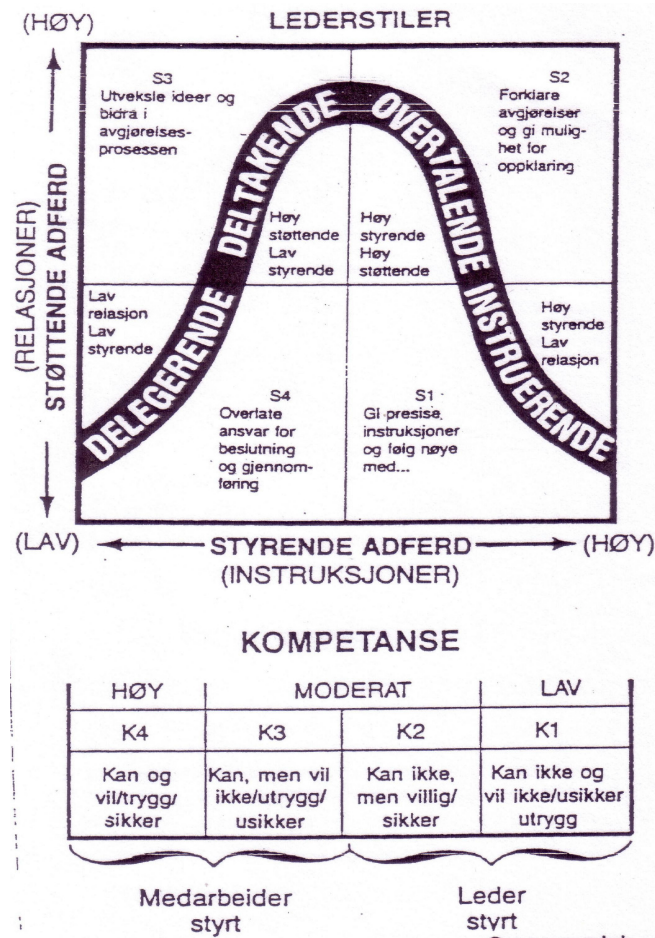 (HØY)
LEDERSTILER
S3
Utveksle ideer og
bidra i
avgjørelses-
prosessen
S2
Forklare
avgjørelser
og gi mulig-
het for
oppklaring
DELEGERENDE DELTAKENDE OVERTALENDE INSTRUERENDE
Høy
støttende
Lav
styrende
Høy
styrende
Høy
støttende
(RELASJONER)
STØTTENDE ADFERD
Lav
relasjon
Lav
styrende
Høy
styrende
Lav
relasjon
S4
Overlate
ansvar for
beslutning
og gjennom-
føring
S1
Gi presise,
instruksjoner
og følg nøye
med...
(LAV)
STYRENDE ADFERD
(HØY)
(INSTRUKSJONER)
KOMPETANSE
HØY MODERAT LAV
K4 K3 K2 K1
Kan og
vil/trygg/
sikker
Kan, men vil
ikke/utrygg/
usikker
Kan ikke,
men villig/
sikker
Kan ikke og
vil ikke/usikker
utrygg
Medarbeider
styrt
Leder
styrt